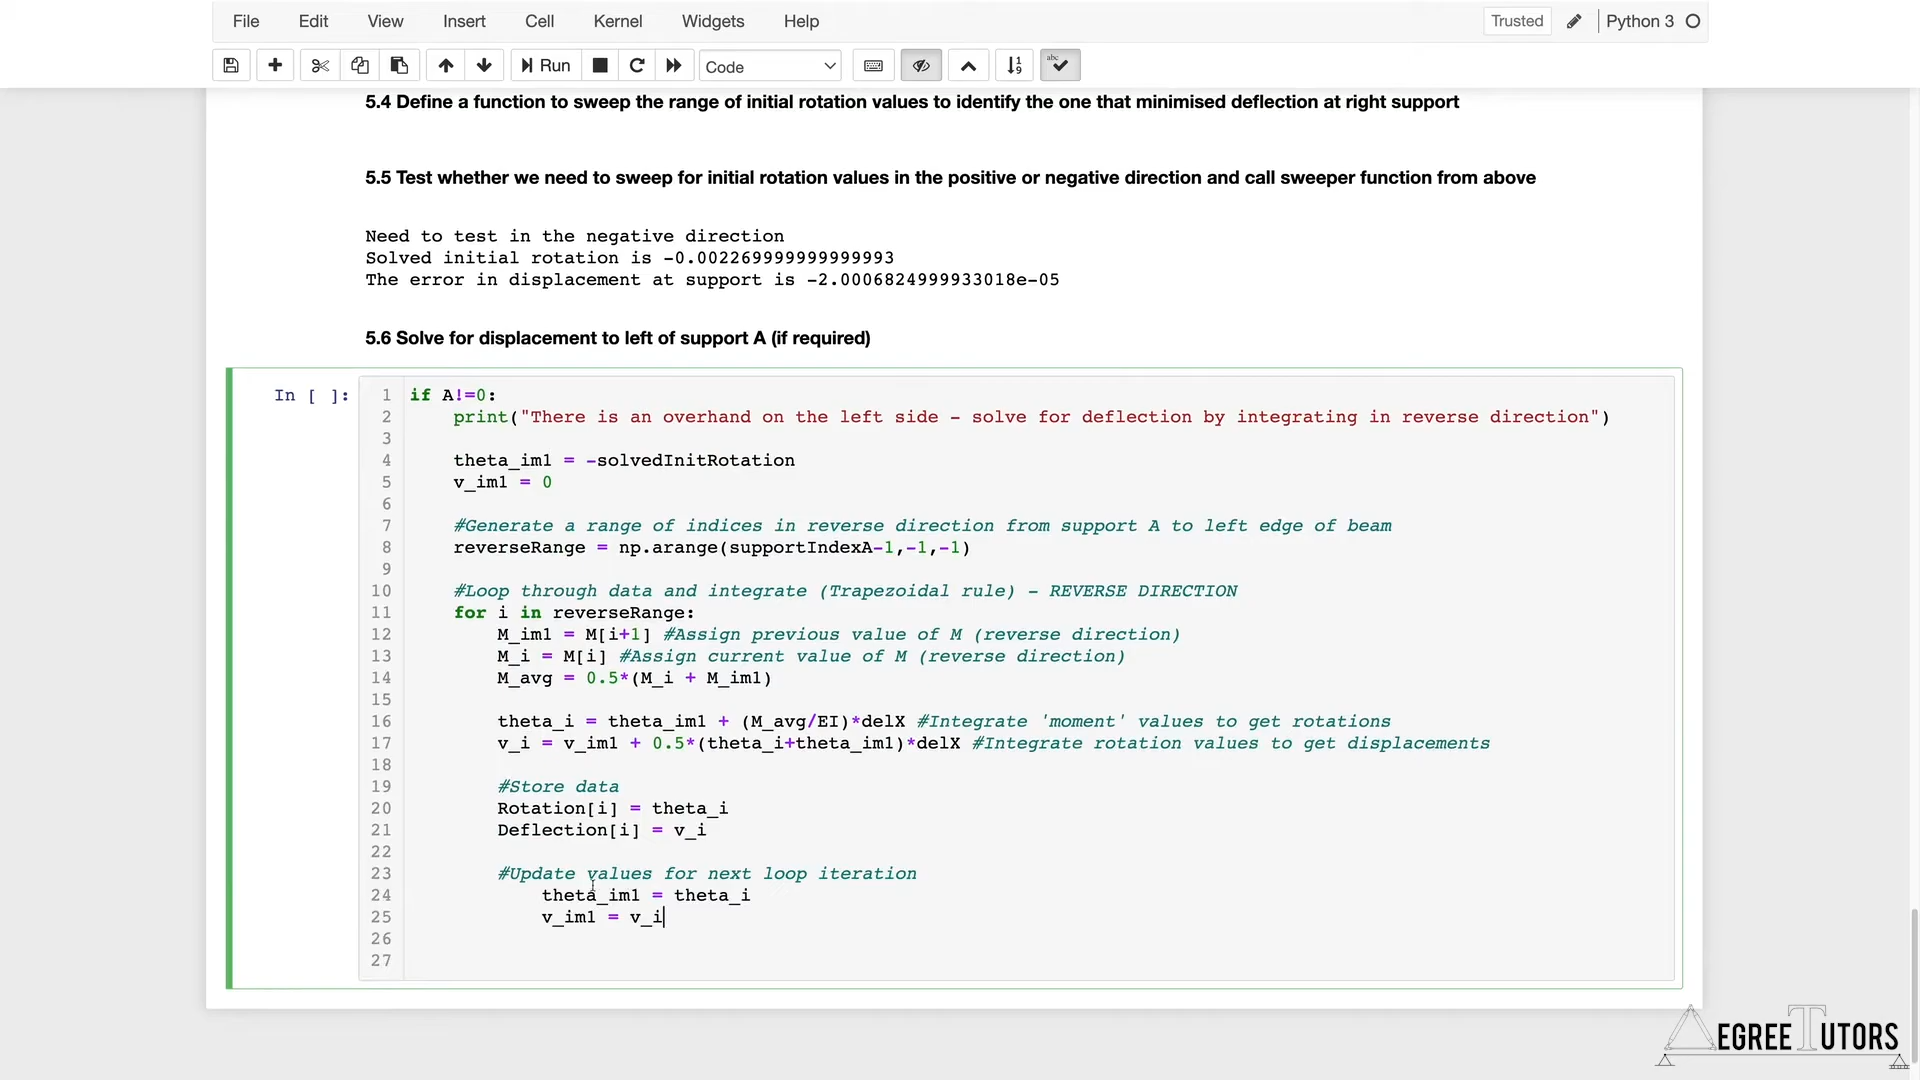 File Edit View Insert Cell Kernel Widgets Help Trusted Python 3
Run Code
5.4 Define a function to sweep the range of initial rotation values to identify the one that minimised deflection at right support
5.5 Test whether we need to sweep for initial rotation values in the positive or negative direction and call sweeper function from above
Need to test in the negative direction
Solved initial rotation is -0.002269999999999993
The error in displacement at support is -2.0006824999933018e-05
5.6 Solve for displacement to left of support A (if required)
In [ ]:
1 if A!=0:
2     print("There is an overhand on the left side - solve for deflection by integrating in reverse direction")
3
4     theta_im1 = -solvedInitRotation
5     v_im1 = 0
6
7     #Generate a range of indices in reverse direction from support A to left edge of beam
8     reverseRange = np.arange(supportIndexA-1,-1,-1)
9
10     #Loop through data and integrate (Trapezoidal rule) - REVERSE DIRECTION
11     for i in reverseRange:
12         M_im1 = M[i+1] #Assign previous value of M (reverse direction)
13         M_i = M[i] #Assign current value of M (reverse direction)
14         M_avg = 0.5*(M_i + M_im1)
15
16         theta_i = theta_im1 + (M_avg/EI)*delX #Integrate 'moment' values to get rotations
17         v_i = v_im1 + 0.5*(theta_i+theta_im1)*delX #Integrate rotation values to get displacements
18
19         #Store data
20         Rotation[i] = theta_i
21         Deflection[i] = v_i
22
23         #Update values for next loop iteration
24             theta_im1 = theta_i
25             v_im1 = v_i
26
27
DEGREE TUTORS